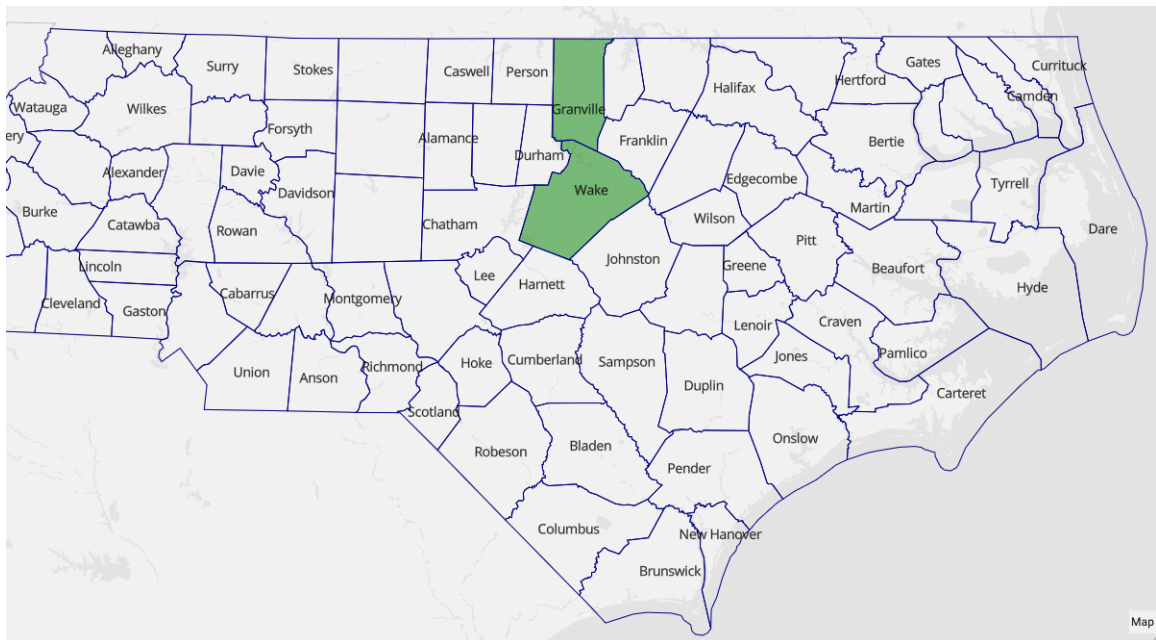 Alleghany
Surry
Stokes
Caswell
Person
Gates
Currituck
Hertford
Halifax
Camden
Watauga
Wilkes
Granville
Forsyth
ery
Alamance
Franklin
Bertie
Durham
Alexander
Davie
Edgecombe
Tyrrell
Davidson
Wake
Burke
Catawba
Chatham
Wilson
Martin
Rowan
Pitt
Dare
Johnston
Lincoln
Lee
Greene
Beaufort
Harnett
Hyde
Cleveland
Cabarrus
Montgomery
Gaston
Lenoir
Craven
Union
Anson
Richmond
Hoke
Cumberland
Sampson
Jones
Pamlico
Duplin
Carteret
Scotland
Onslow
Robeson
Bladen
Pender
Columbus
New Hanover
Brunswick
Map